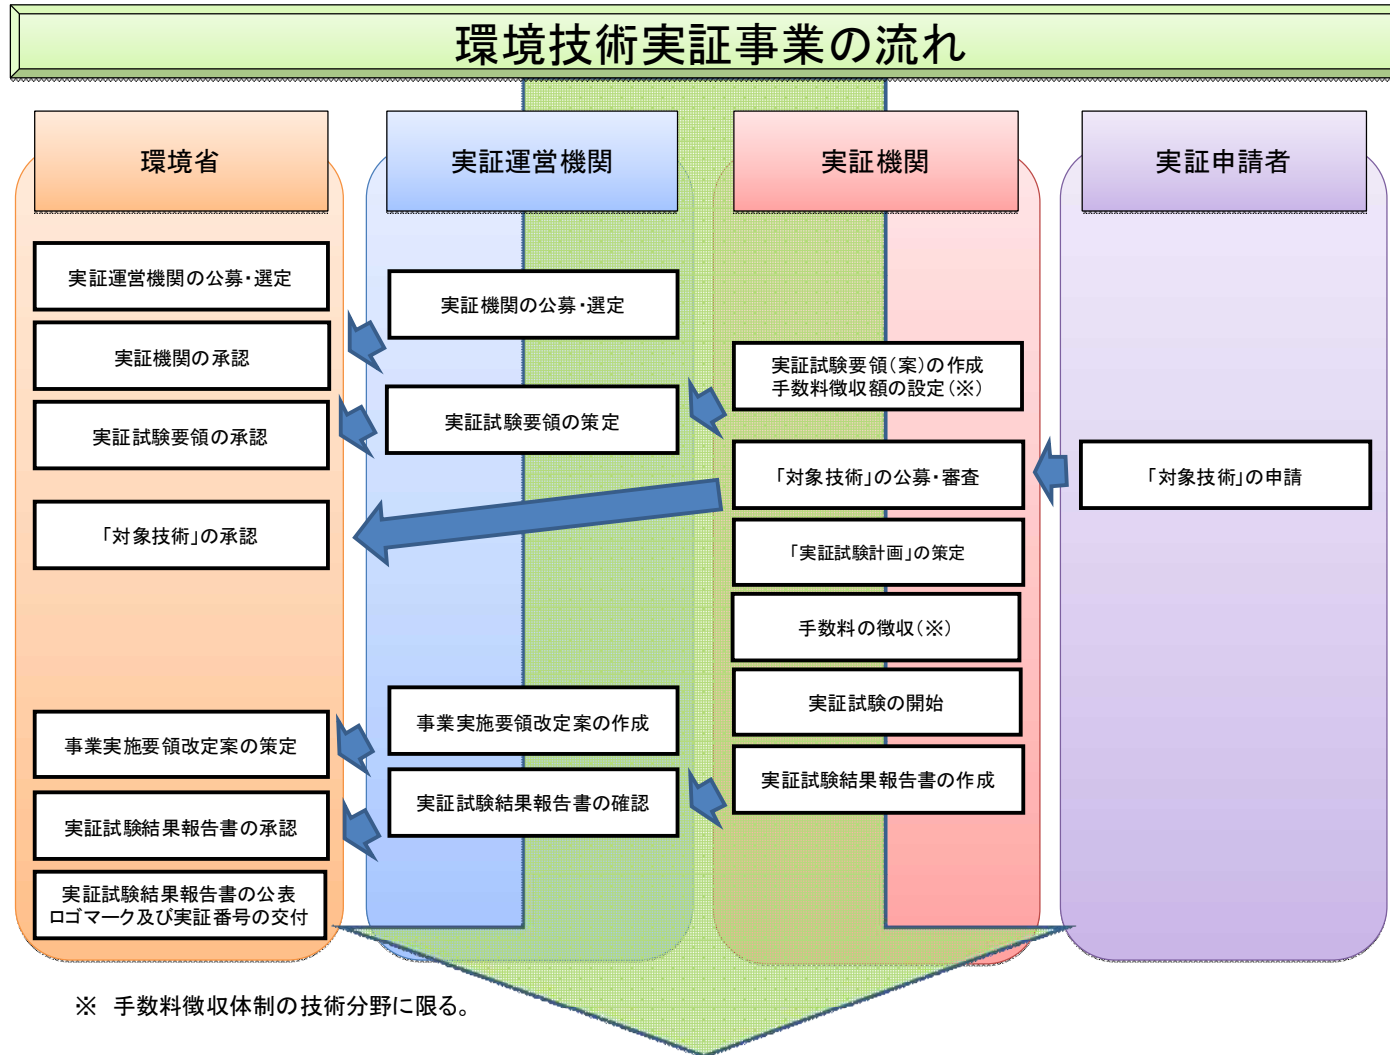 環境技術実証事業の流れ
環境省
実証運営機関の公募・選定
実証機関の承認
実証試験要領の承認
「対象技術」の承認
事業実施要領改定案の策定
実証試験結果報告書の承認
実証試験結果報告書の公表
ロゴマーク及び実証番号の交付
実証運営機関
実証機関の公募・選定
実証試験要領の策定
事業実施要領改定案の作成
実証試験結果報告書の確認
実証機関
実証試験要領(案)の作成
手数料徴収額の設定(※)
「対象技術」の公募・審査
「実証試験計画」の策定
手数料の徴収(※)
実証試験の開始
実証試験結果報告書の作成
実証申請者
「対象技術」の申請
※ 手数料徴収体制の技術分野に限る。